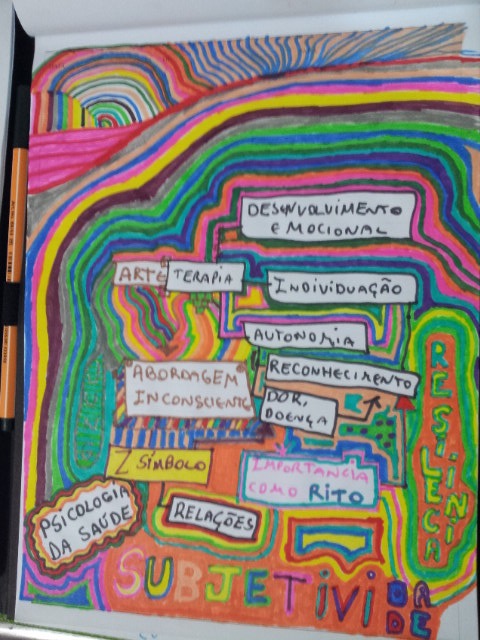 DESENVOLVIMENTO
EMOCIONAL
ARTE TERAPIA
INDIVIDUAÇÃO
AUTONOMIA
RECONHECIMENTO
ABORDAGEM
INCONSCIENTE
DOR,
DOENÇA
SÍMBOLO
IMPORTANCIA
COMO RITO
RESILIÊNCIA
PSICOLOGIA
DA SAÚDE
RELAÇÕES
SUBJETIVIDADE